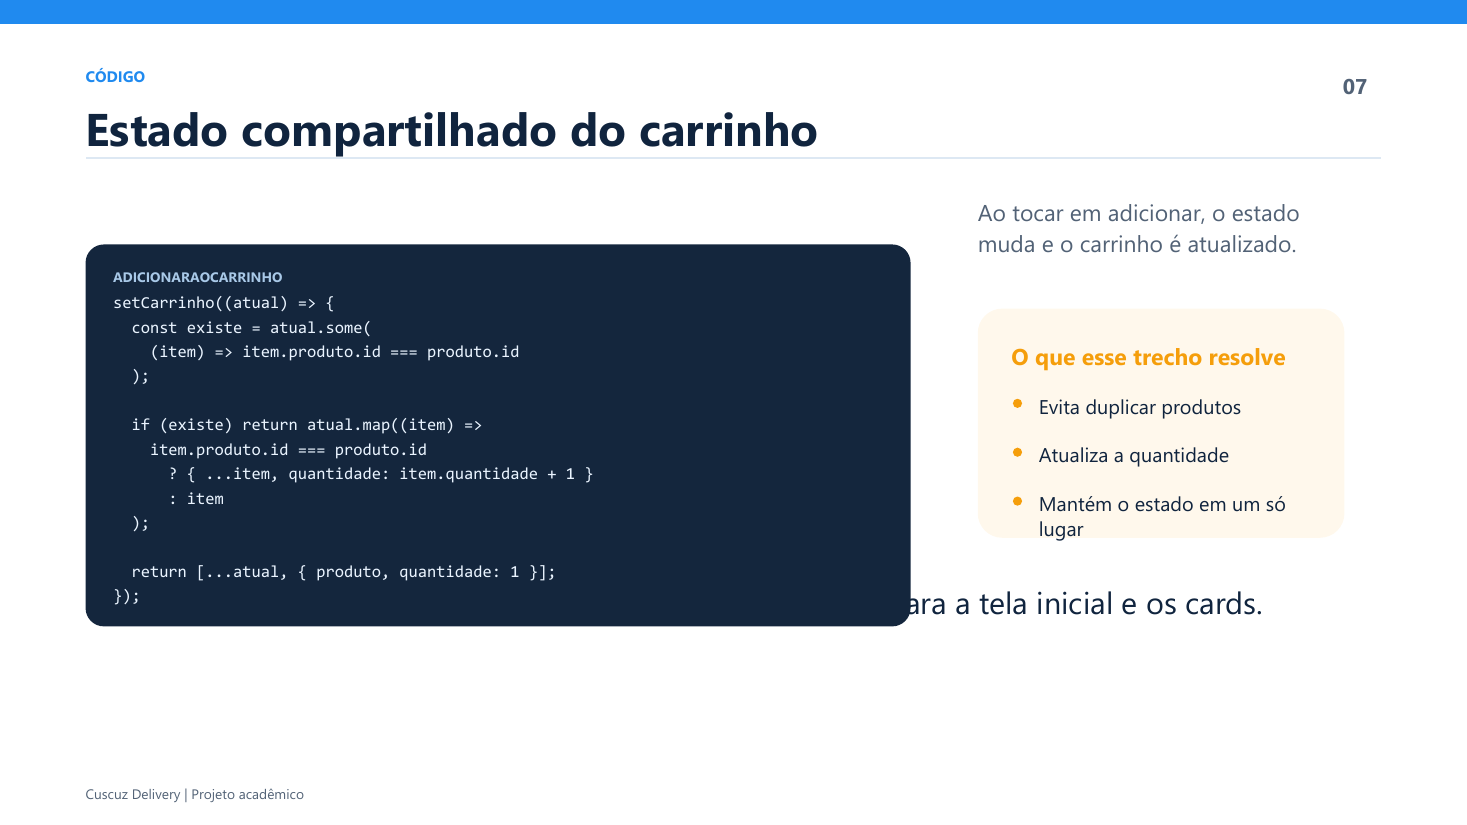 CÓDIGO
07
Estado compartilhado do carrinho
ADICIONARAOCARRINHO
setCarrinho((atual) => {
  const existe = atual.some(
    (item) => item.produto.id === produto.id
  );

  if (existe) return atual.map((item) =>
    item.produto.id === produto.id
      ? { ...item, quantidade: item.quantidade + 1 }
      : item
  );

  return [...atual, { produto, quantidade: 1 }];
});
Ao tocar em adicionar, o estado
muda e o carrinho é atualizado.
O que esse trecho resolve
• Evita duplicar produtos
• Atualiza a quantidade
• Mantém o estado em um só
lugar
a tela inicial e os cards.
Cuscuz Delivery | Projeto acadêmico